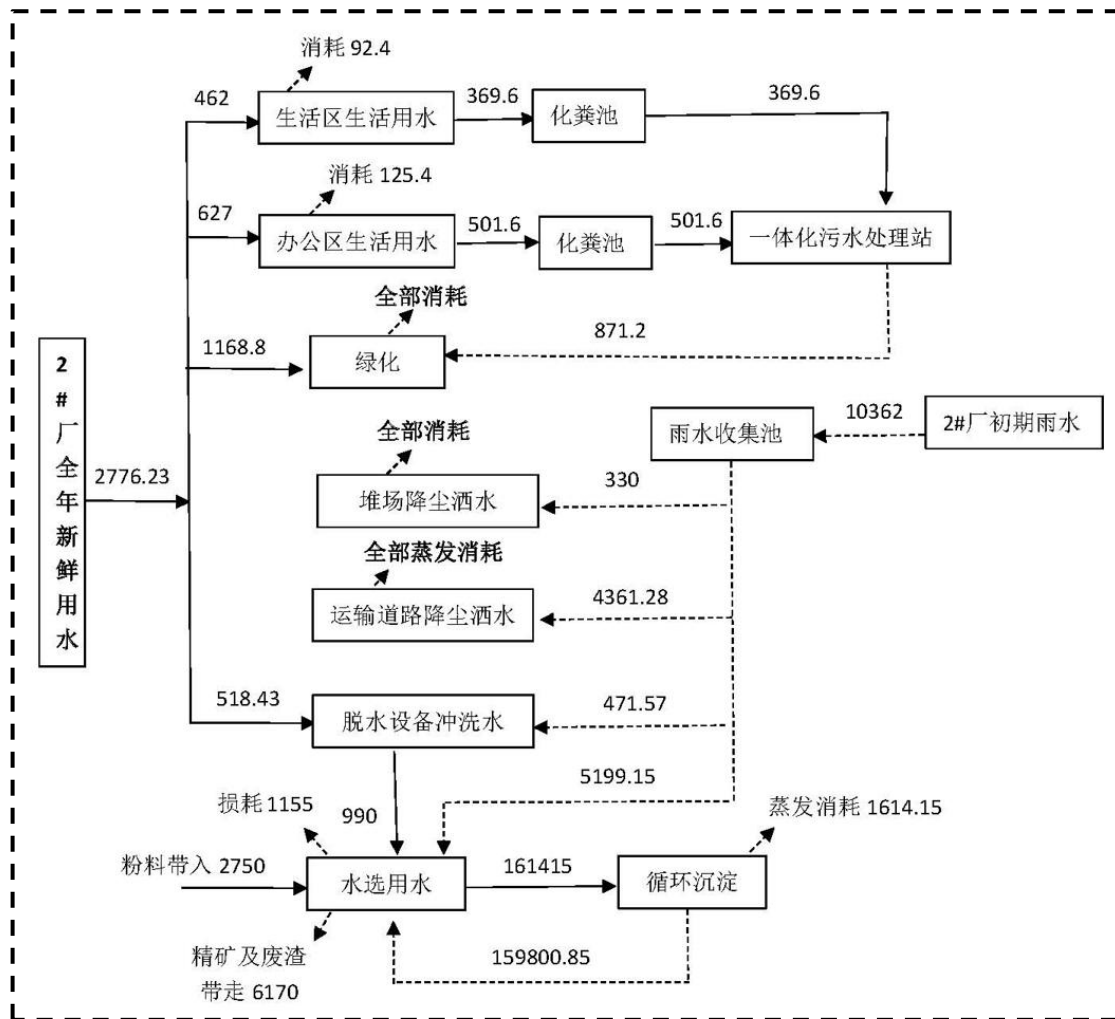 消耗 92.4
462
生活区生活用水
369.6
化粪池
369.6
消耗 125.4
627
办公区生活用水
501.6
化粪池
501.6
一体化污水处理站
全部消耗
1168.8
绿化
871.2
2#厂全年新鲜用水
2776.23
雨水收集池
10362
2#厂初期雨水
全部消耗
堆场降尘洒水
330
全部蒸发消耗
运输道路降尘洒水
4361.28
518.43
脱水设备冲洗水
471.57
5199.15
损耗 1155
990
蒸发消耗 1614.15
粉料带入 2750
水选用水
161415
循环沉淀
159800.85
精矿及废渣
带走 6170